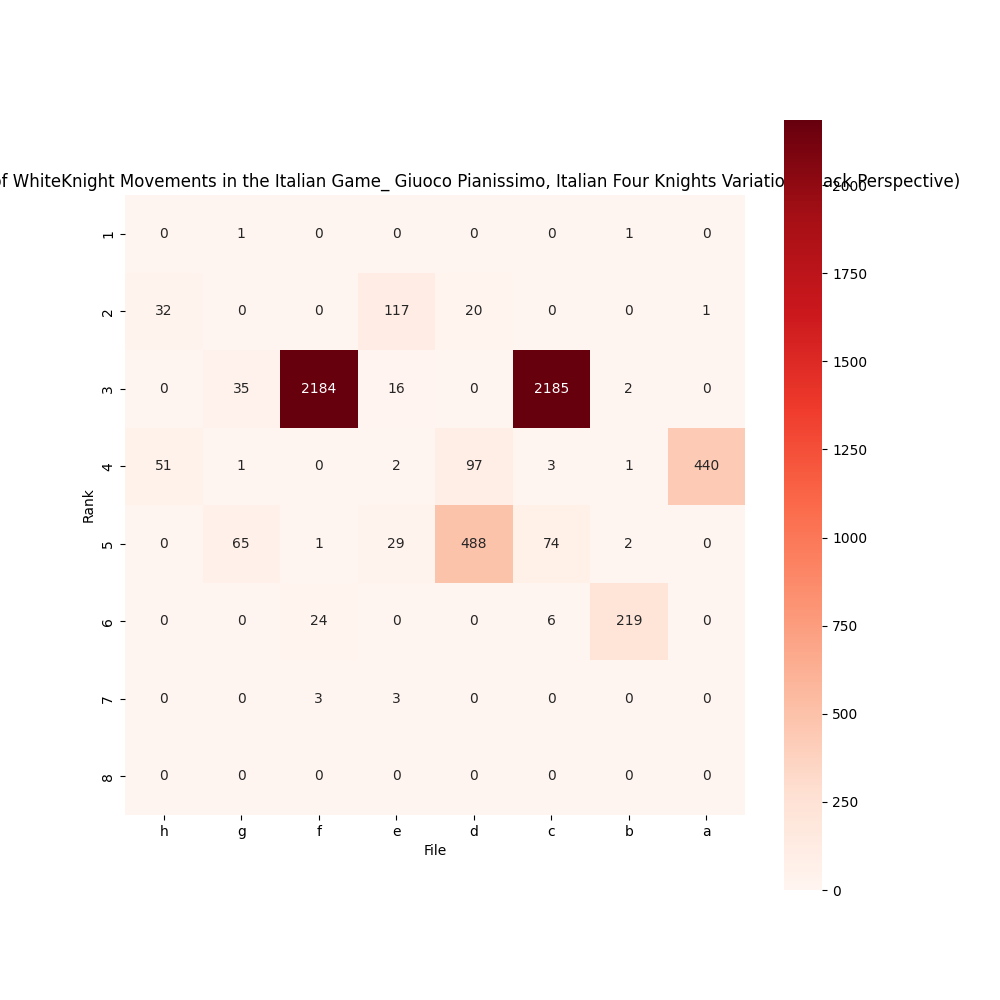 of WhiteKnight Movements in the Italian Game_ Giuoco Pianissimo, Italian Four Knights Variation Perspective)
2000
1 0 1 0 0 0 0 1 0
1750
2 32 0 0 117 20 0 0 1
1500
3 0 35 2184 16 0 2185 2 0
1250
4 51 1 0 2 97 3 1 440
Rank
1000
5 0 65 1 29 488 74 2 0
750
6 0 0 24 0 0 6 219 0
500
7 0 0 3 3 0 0 0 0
250
8 0 0 0 0 0 0 0 0
h g f e d c b a
File
0